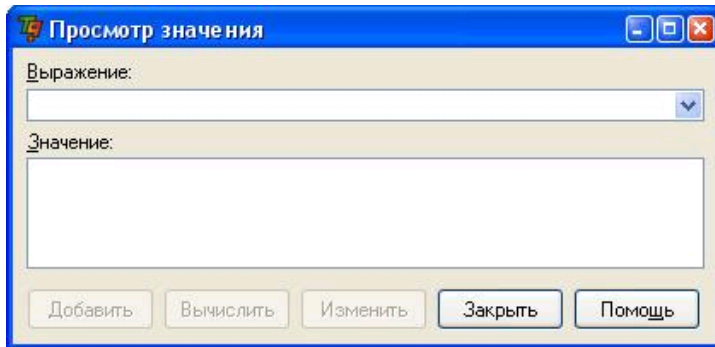 Просмотр значения
Выражение:
Значение:
Добавить Вычислить Изменить Закрыть Помощь